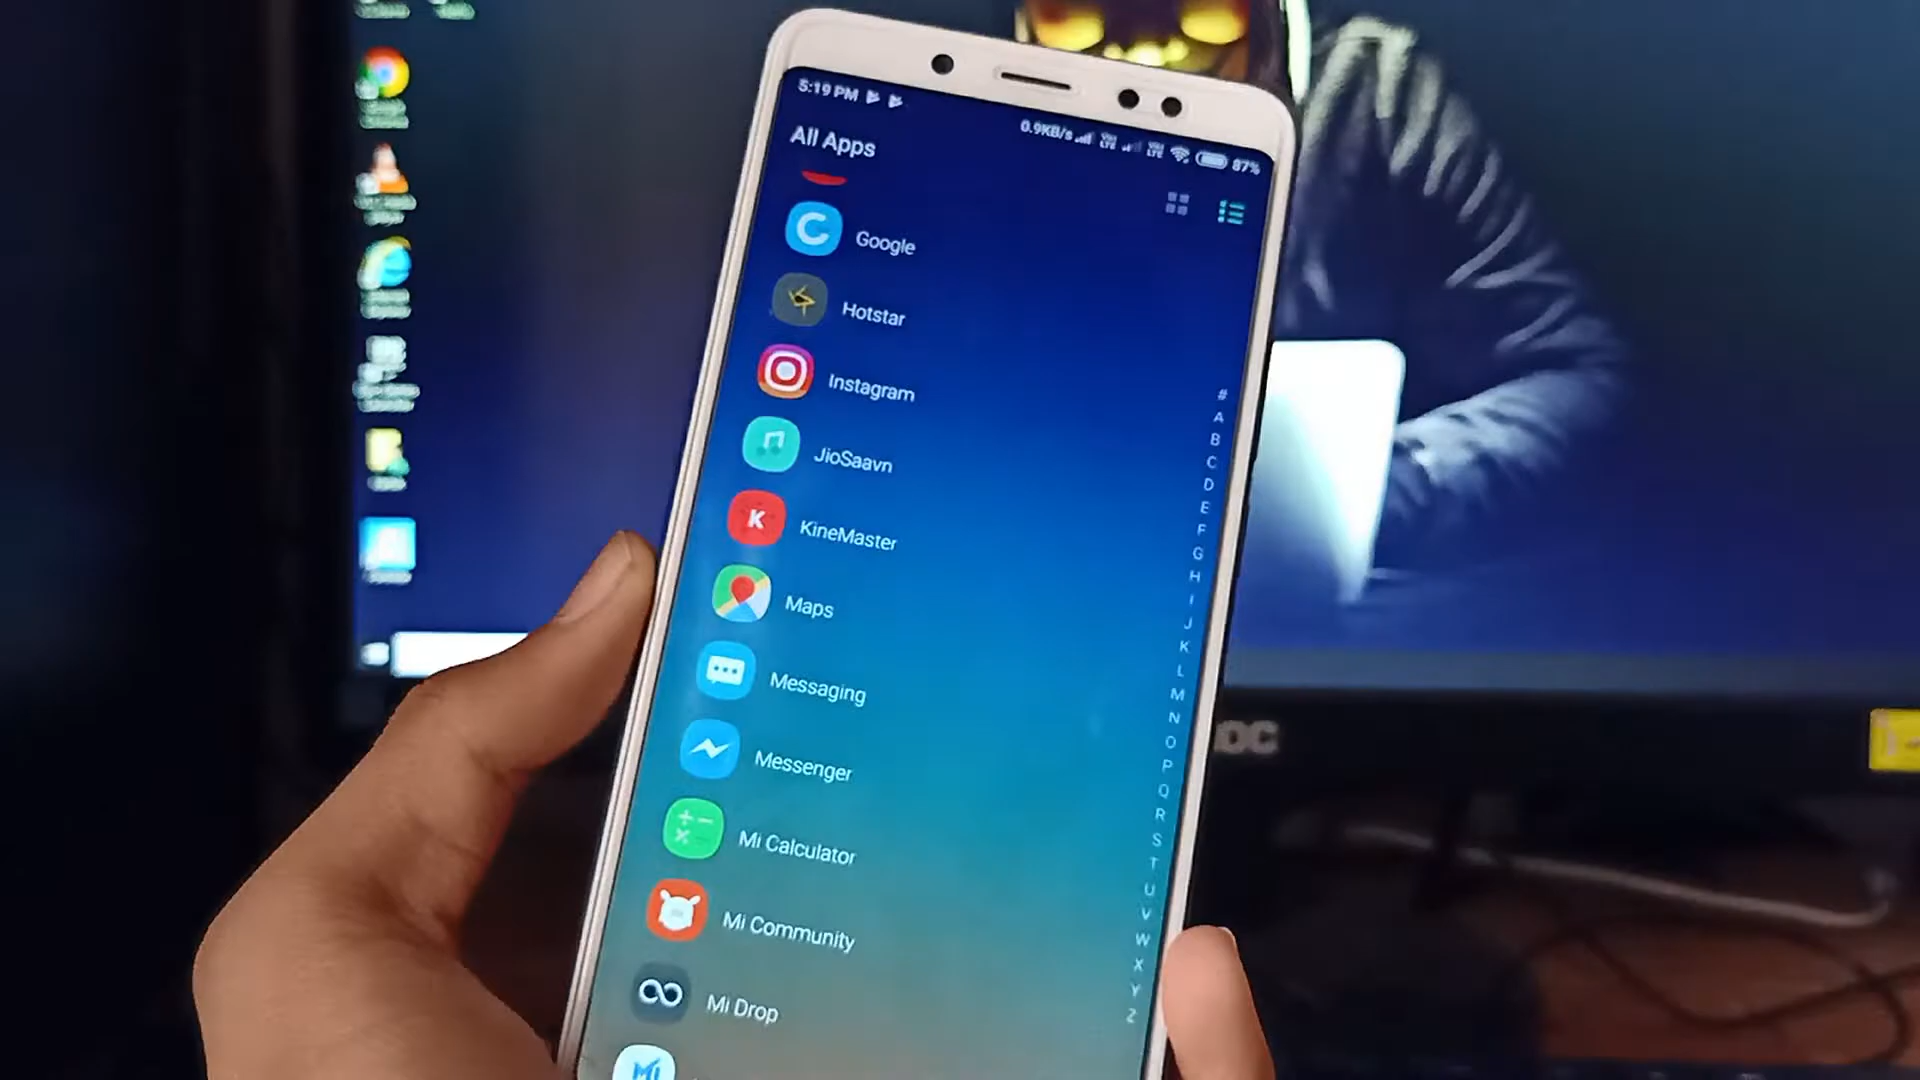 5:19 PM
0.9KB/s 87%
All Apps
Google
Hotstar
Instagram
JioSaavn
K
KineMaster
Maps
Messaging
Messenger
Mi Calculator
Mi Community
Mi Drop
#
A
B
C
D
E
F
G
H
I
J
K
L
M
N
O
P
Q
R
S
T
U
V
W
X
Y
Z